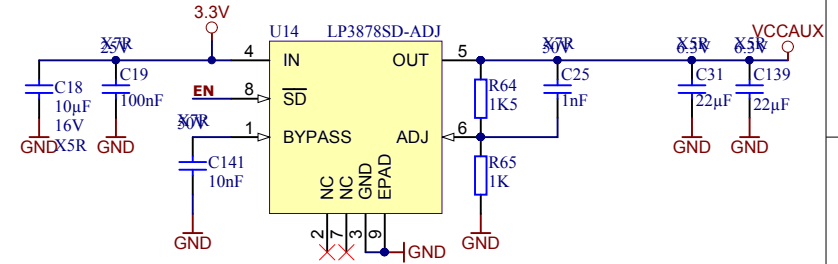 3.3V
U14 LP3878SD-ADJ
VCCAUX
X7R
25V
C19
100nF
C18
10µF
16V
X5R
GND
GND
4 IN
OUT 5
EN
8 SD
1 BYPASS
ADJ 6
X7R
50V
C141
10nF
GND
NC
NC
GND
EPAD
2
7
3
9
GND
R64
1K5
R65
1K
GND
X7R
50V
C25
1nF
X5R
6.3V
C31
22µF
GND
X5R
6.3V
C139
22µF
GND